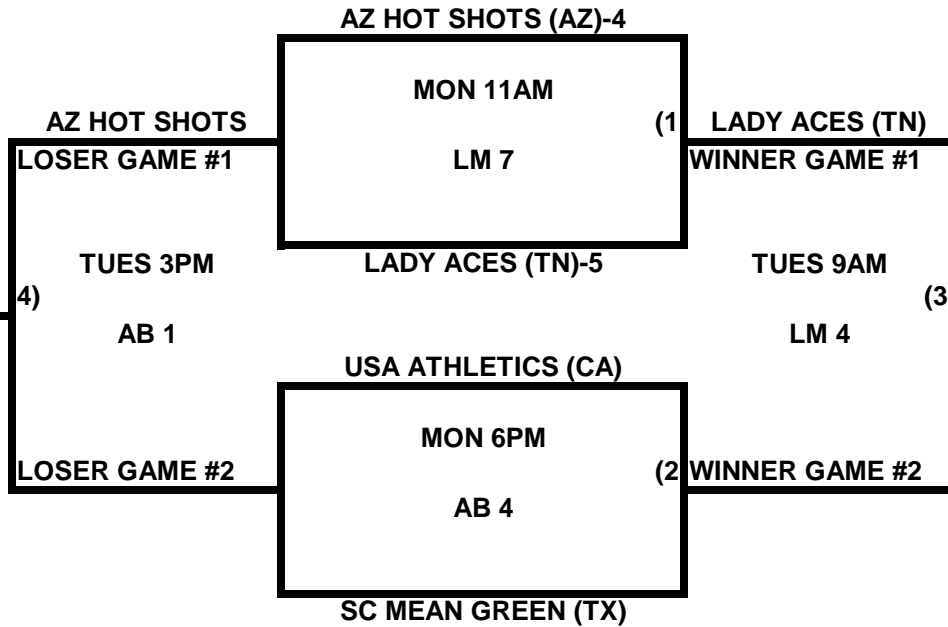 AZ HOT SHOTS (AZ)-4
MON 11AM
AZ HOT SHOTS
(1
LADY ACES (TN)
LOSER GAME #1
LM 7
WINNER GAME #1
TUES 3PM
LADY ACES (TN)-5
TUES 9AM
4)
(3
AB 1
LM 4
USA ATHLETICS (CA)
MON 6PM
LOSER GAME #2
(2
WINNER GAME #2
AB 4
SC MEAN GREEN (TX)